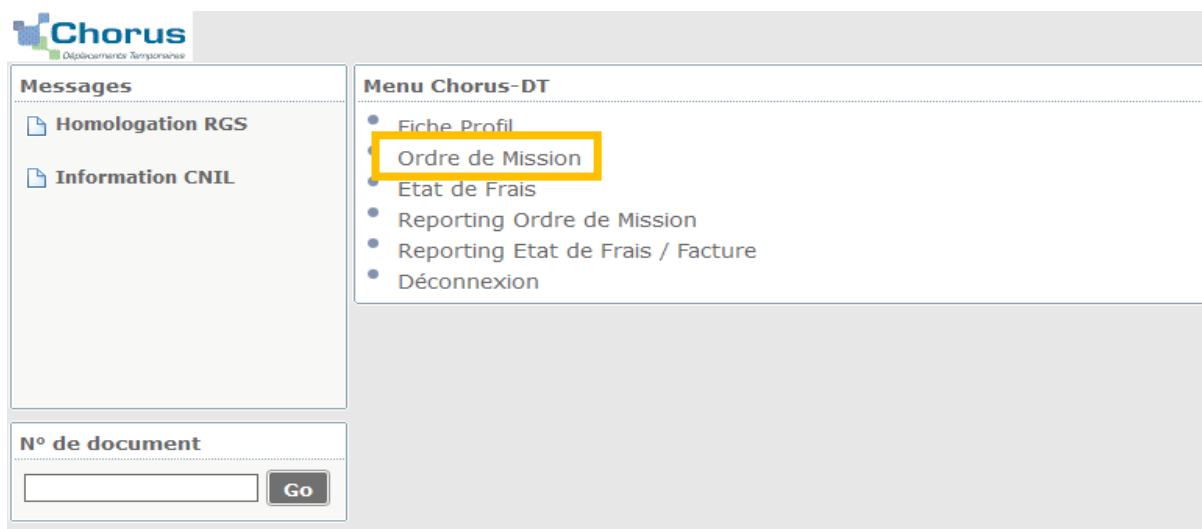 Chorus
Déplacements Temporaires
Messages
Homologation RGS
Information CNIL
N° de document
Go
Menu Chorus-DT
Fiche Profil
Ordre de Mission
Etat de Frais
Reporting Ordre de Mission
Reporting Etat de Frais / Facture
Déconnexion